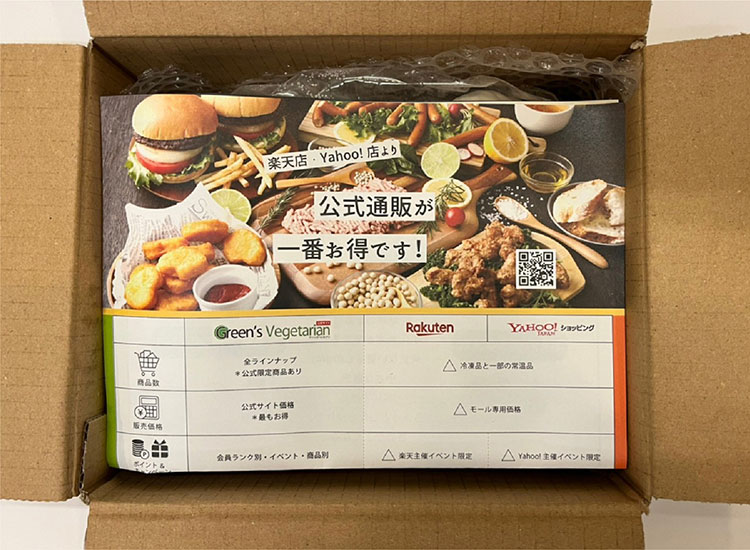 楽天店・Yahoo!店より
公式通販が
一番お得です!
Green's Vegetarian
Rakuten
YAHOO! JAPAN ショッピング
商品数
全ラインナップ
*公式限定商品あり
△ 冷凍品と一部の常温品
販売価格
公式サイト価格
*最もお得
△ モール専用価格
ポイント &
会員ランク別・イベント・商品別
△ 楽天主催イベント限定
△ Yahoo!主催イベント限定